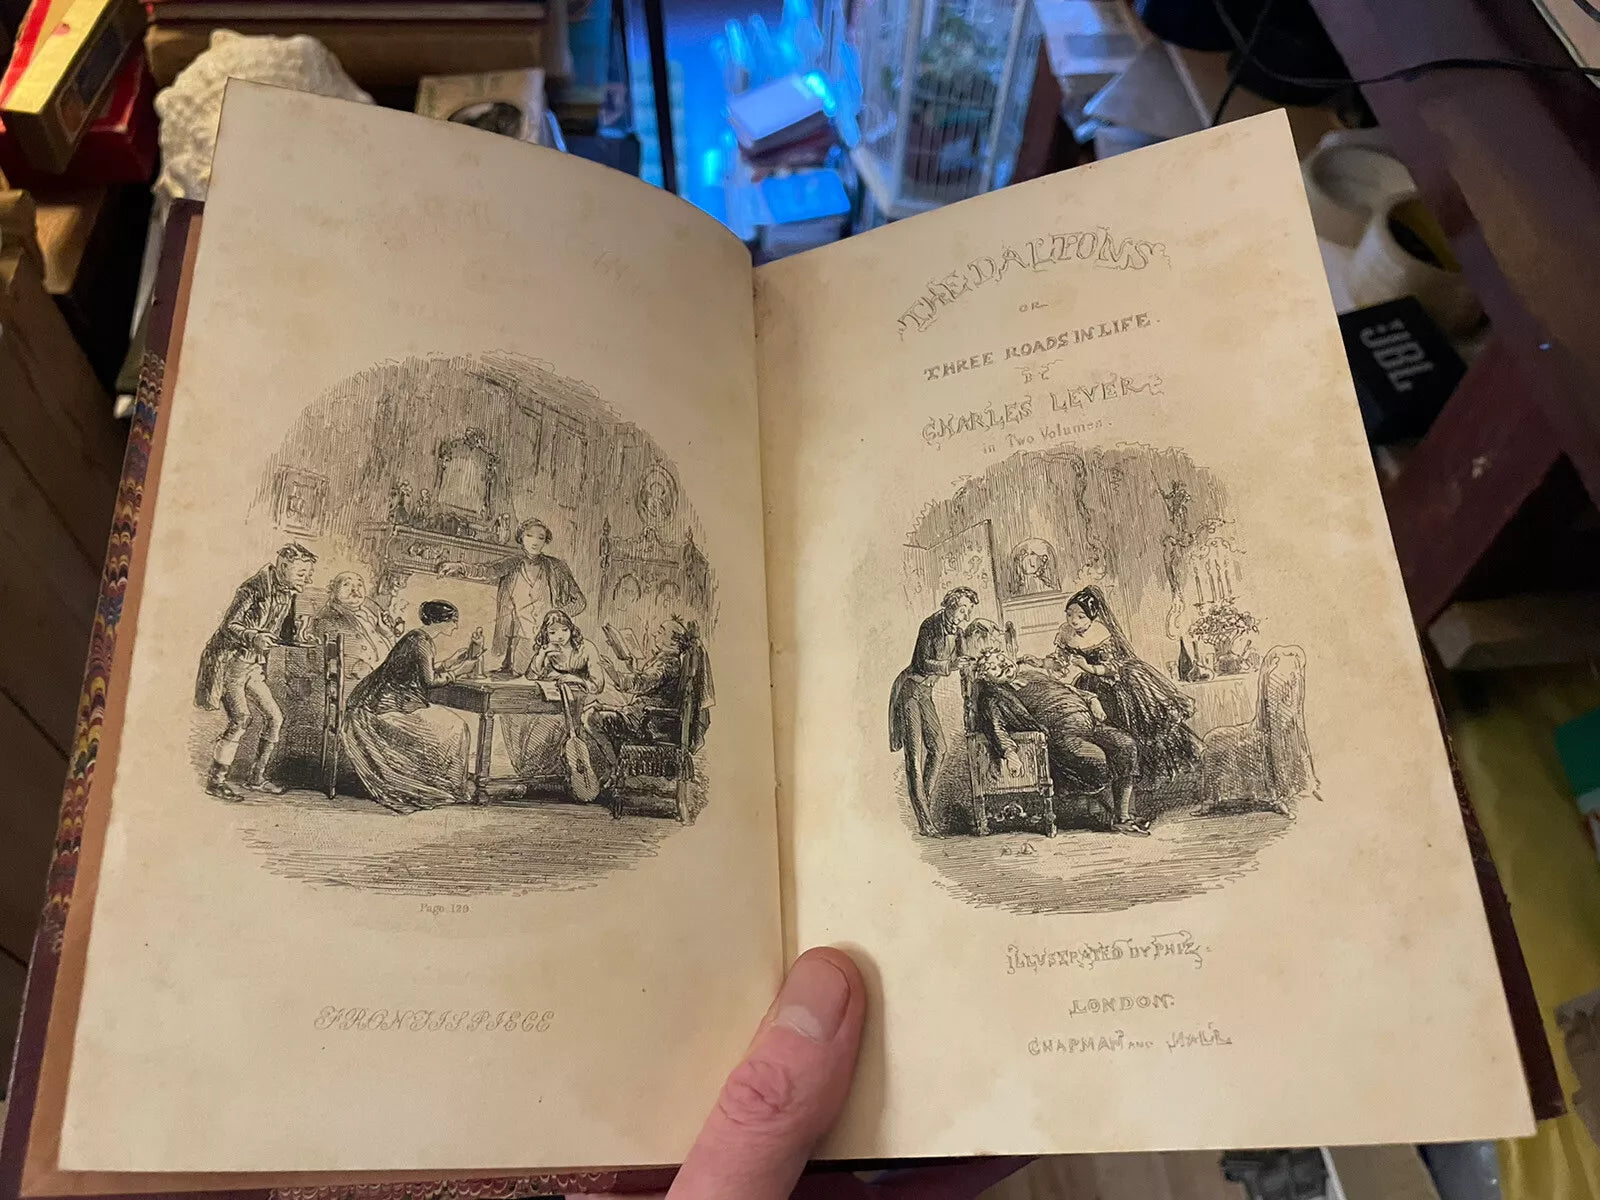 Page 129
FRONTISPIECE
THE DALTONS
OR
THREE ROADS IN LIFE.
BY
CHARLES LEVER
in Two Volumes.
ILLUSTRATED BY PHIZ.
LONDON:
CHAPMAN AND HALL
JBL